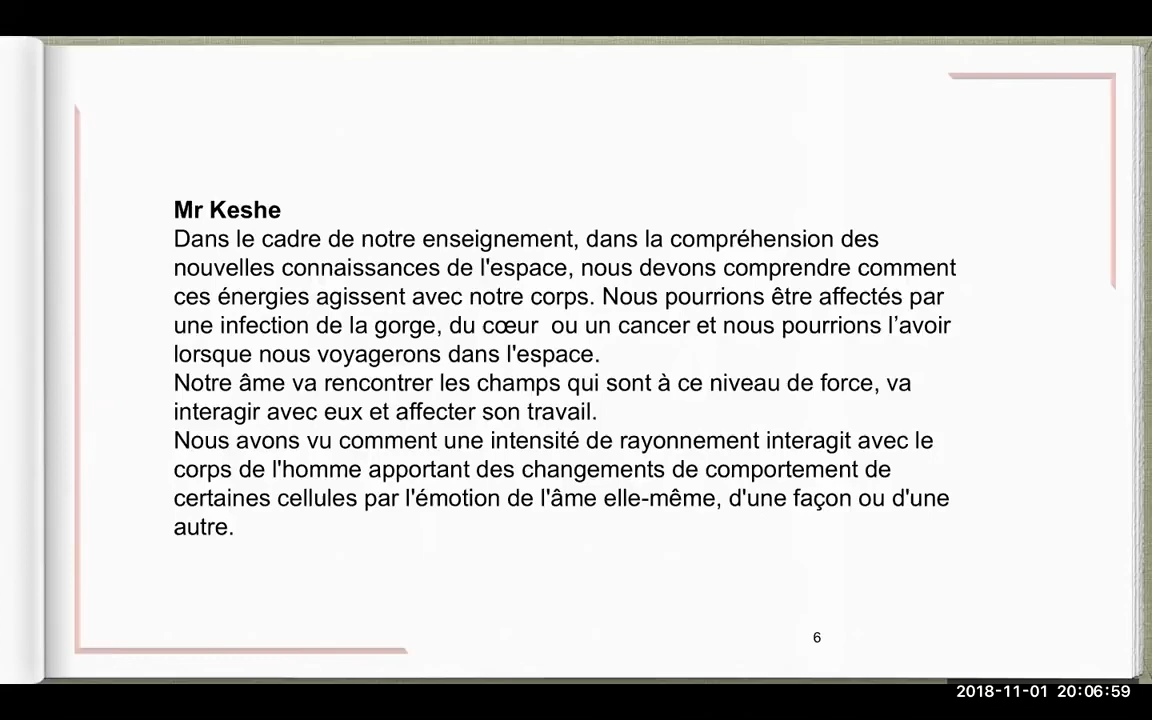 Mr Keshe
Dans le cadre de notre enseignement, dans la compréhension des
nouvelles connaissances de l'espace, nous devons comprendre comment
ces énergies agissent avec notre corps. Nous pourrions être affectés par
une infection de la gorge, du cœur  ou un cancer et nous pourrions l’avoir
lorsque nous voyagerons dans l'espace.
Notre âme va rencontrer les champs qui sont à ce niveau de force, va
interagir avec eux et affecter son travail.
Nous avons vu comment une intensité de rayonnement interagit avec le
corps de l'homme apportant des changements de comportement de
certaines cellules par l'émotion de l'âme elle-même, d'une façon ou d'une
autre.
6
2018-11-01 20:06:59